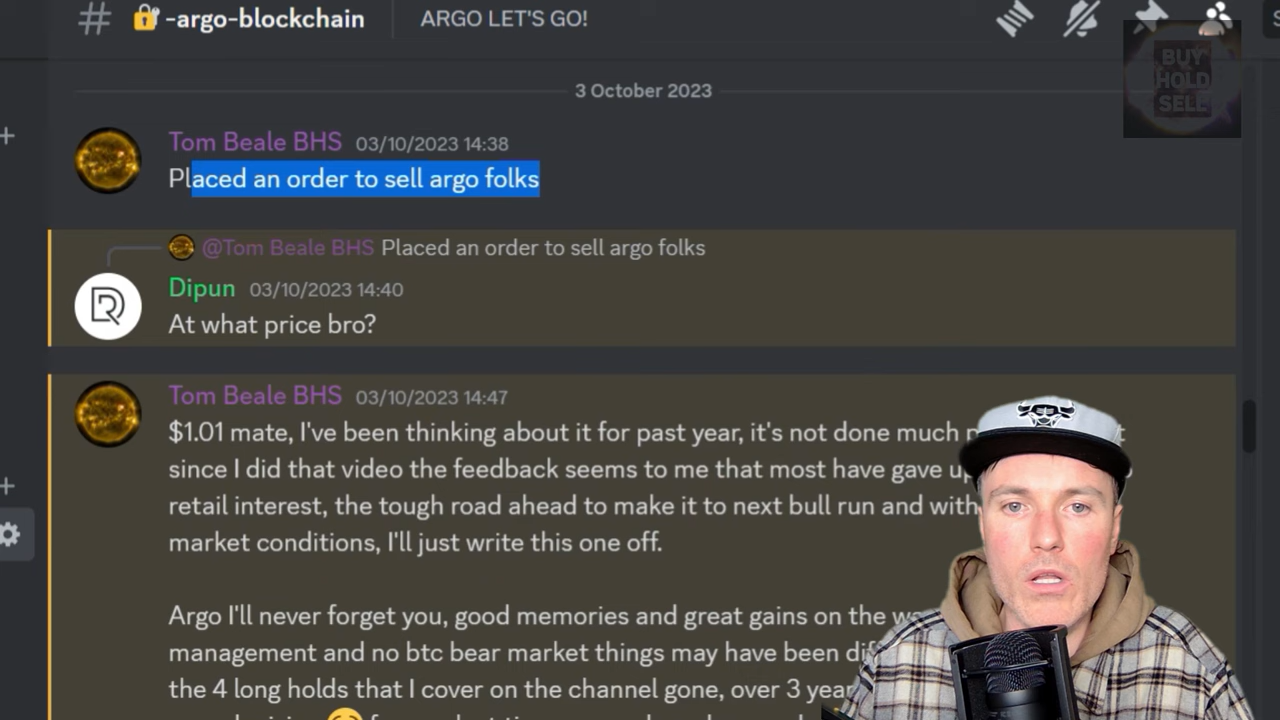 -argo-blockchain
ARGO LET'S GO!
BUY
HOLD
SELL
3 October 2023
Tom Beale BHS 03/10/2023 14:38
Placed an order to sell argo folks
@Tom Beale BHS Placed an order to sell argo folks
Dipun 03/10/2023 14:40
At what price bro?
Tom Beale BHS 03/10/2023 14:47
$1.01 mate, I've been thinking about it for past year, it's not done much
since I did that video the feedback seems to me that most have gave up
retail interest, the tough road ahead to make it to next bull run and with
market conditions, I'll just write this one off.
Argo I'll never forget you, good memories and great gains on the
management and no btc bear market things may have been
the 4 long holds that I cover on the channel gone, over 3